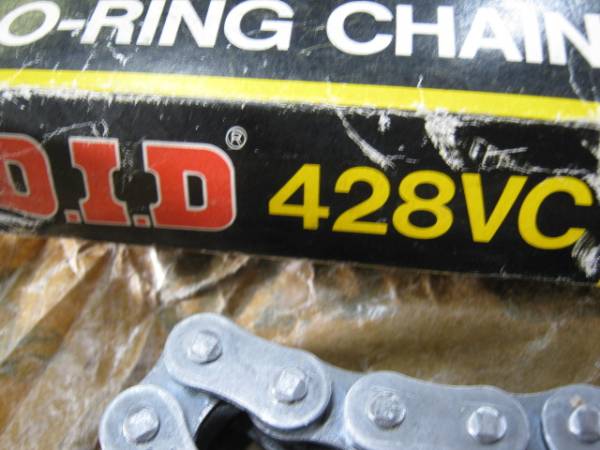 O-RING CHAIN
D.I.D® 428VC